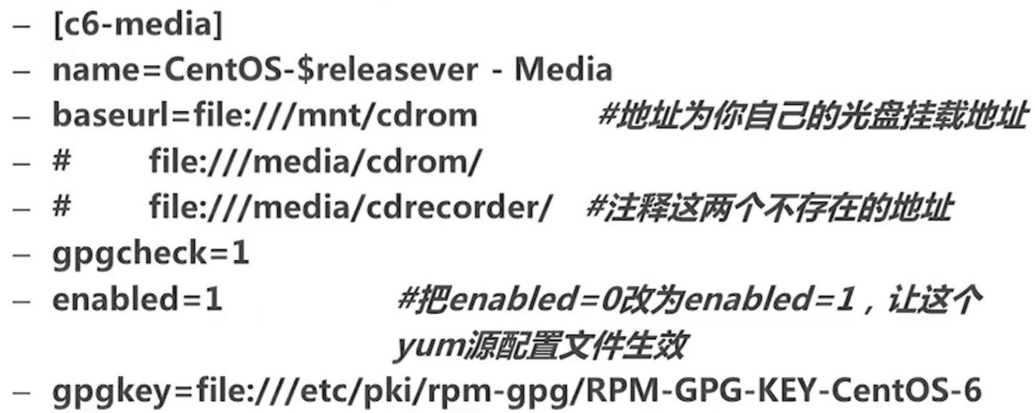 – [c6-media]
– name=CentOS-$releasever - Media
– baseurl=file:///mnt/cdrom #地址为你自己的光盘挂载地址
– # file:///media/cdrom/
– # file:///media/cdrecorder/ #注释这两个不存在的地址
– gpgcheck=1
– enabled=1 #把enabled=0改为enabled=1，让这个
yum源配置文件生效
– gpgkey=file:///etc/pki/rpm-gpg/RPM-GPG-KEY-CentOS-6